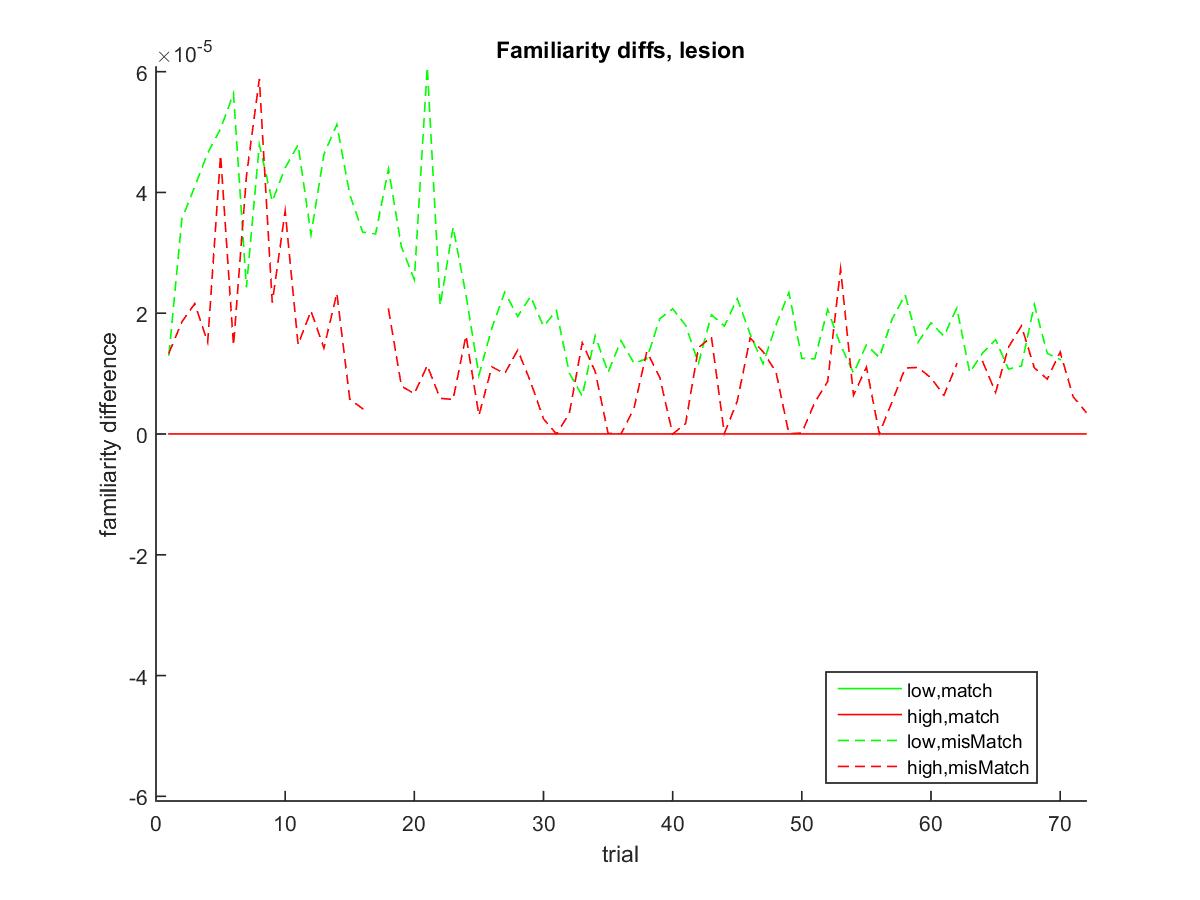 Familiarity diffs, lesion
×10-5
6
4
2
0
-2
-4
-6
familiarity difference
0 10 20 30 40 50 60 70
trial
low,match
high,match
low,misMatch
high,misMatch